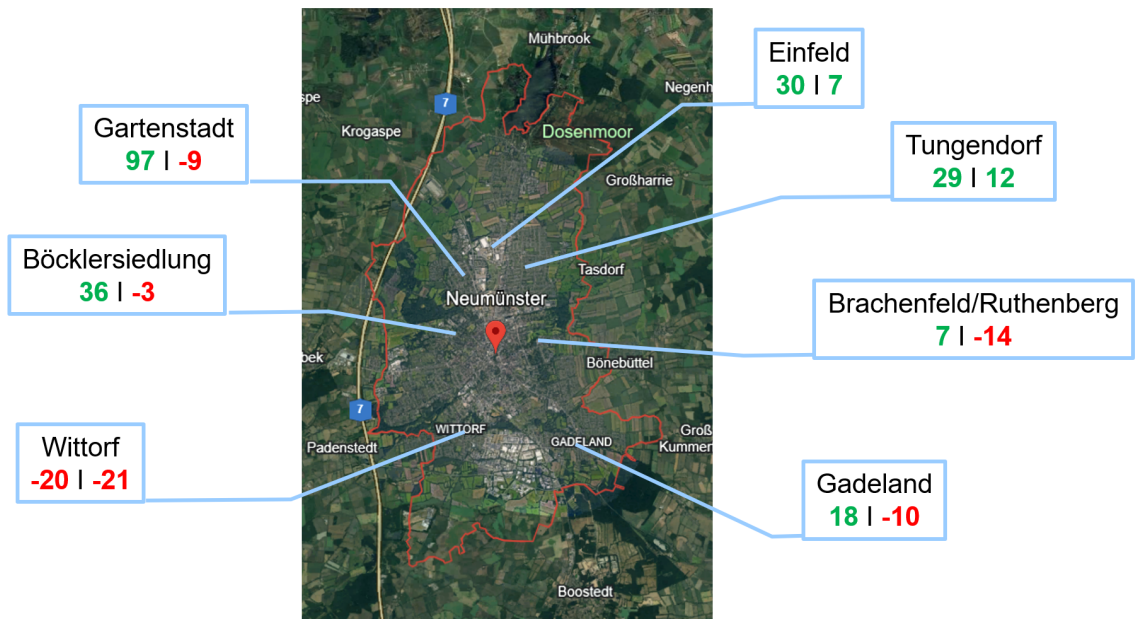 Mühbrook
Einfeld
30 | 7
Negenh
spe
7
Gartenstadt
97 | -9
Krogaspe
Dosenmoor
Tungendorf
29 | 12
Großharrie
Böcklersiedlung
36 | -3
Tasdorf
Neumünster
Brachenfeld/Ruthenberg
7 | -14
bek
Bönebüttel
7
Wittorf
-20 | -21
WITTORF
GADELAND
Groß
Kummer
Padenstedt
Gadeland
18 | -10
Boostedt